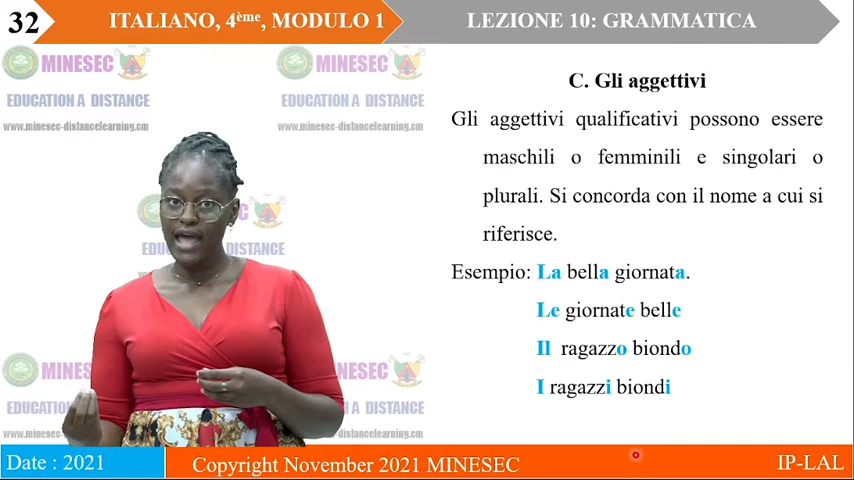 32
ITALIANO, 4ème, MODULO 1
LEZIONE 10: GRAMMATICA
MINESEC
EDUCATION A DISTANCE
www.minesec-distancelearning.cm
MINESEC
EDUCATION A DISTANCE
www.minesec-distancelearning.cm
C. Gli aggettivi
Gli aggettivi qualificativi possono essere
maschili o femminili e singolari o
plurali. Si concorda con il nome a cui si
riferisce.
Esempio: La bella giornata.
Le giornate belle
Il ragazzo biondo
I ragazzi biondi
Date : 2021
Copyright November 2021 MINESEC
IP-LAL